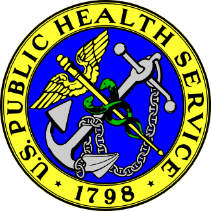 U.S. PUBLIC HEALTH SERVICE
· 1798 ·